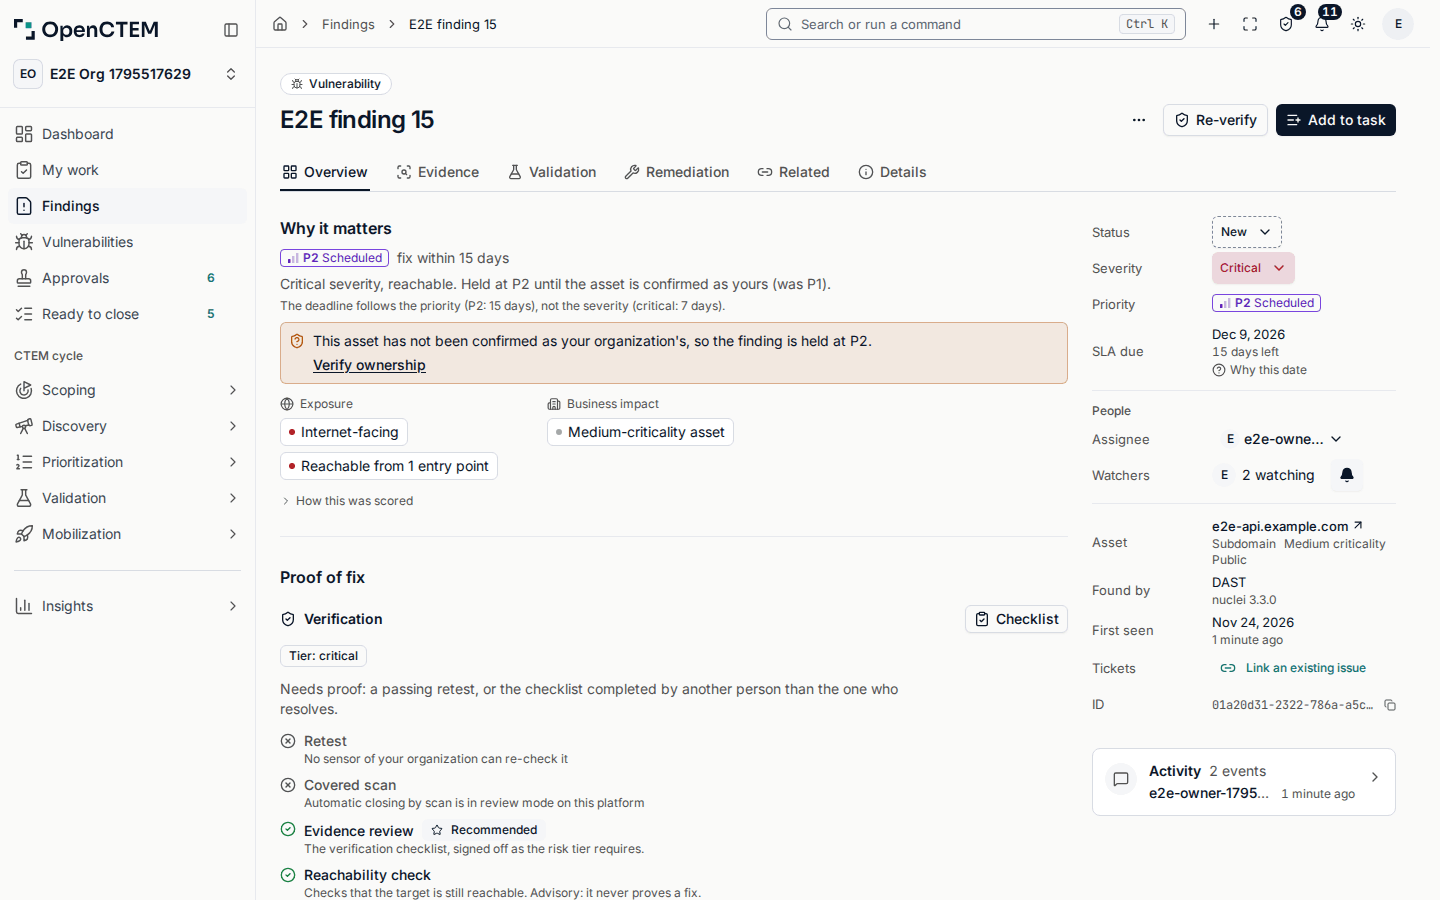 OpenCTEM
EO E2E Org 1795517629
Dashboard
My work
Findings
Vulnerabilities
Approvals 6
Ready to close 5
CTEM cycle
Scoping
Discovery
Prioritization
Validation
Mobilization
Insights
Findings E2E finding 15
Search or run a command Ctrl K
6
11
E
Vulnerability
E2E finding 15
Re-verify
Add to task
Overview
Evidence
Validation
Remediation
Related
Details
Why it matters
P2 Scheduled fix within 15 days
Critical severity, reachable. Held at P2 until the asset is confirmed as yours (was P1).
The deadline follows the priority (P2: 15 days), not the severity (critical: 7 days).
This asset has not been confirmed as your organization's, so the finding is held at P2.
Verify ownership
Exposure
Internet-facing
Reachable from 1 entry point
Business impact
Medium-criticality asset
How this was scored
Proof of fix
Verification
Checklist
Tier: critical
Needs proof: a passing retest, or the checklist completed by another person than the one who
resolves.
Retest
No sensor of your organization can re-check it
Covered scan
Automatic closing by scan is in review mode on this platform
Evidence review Recommended
The verification checklist, signed off as the risk tier requires.
Reachability check
Checks that the target is still reachable. Advisory: it never proves a fix.
Status New
Severity Critical
Priority P2 Scheduled
SLA due
Dec 9, 2026
15 days left
Why this date
People
Assignee E e2e-owne...
Watchers E 2 watching
Asset
e2e-api.example.com
Subdomain Medium criticality
Public
Found by
DAST
nuclei 3.3.0
First seen
Nov 24, 2026
1 minute ago
Tickets Link an existing issue
ID 01a20d31-2322-786a-a5c…
Activity 2 events
e2e-owner-1795... 1 minute ago